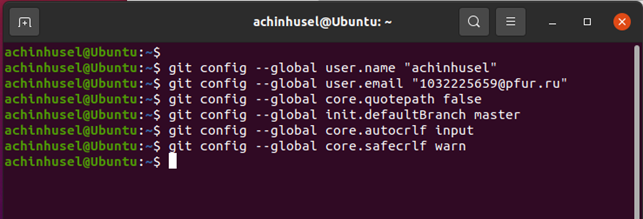 achinhusel@Ubuntu: ~
achinhusel@Ubuntu:~$
achinhusel@Ubuntu:~$ git config --global user.name "achinhusel"
achinhusel@Ubuntu:~$ git config --global user.email "1032225659@pfur.ru"
achinhusel@Ubuntu:~$ git config --global core.quotepath false
achinhusel@Ubuntu:~$ git config --global init.defaultBranch master
achinhusel@Ubuntu:~$ git config --global core.autocrlf input
achinhusel@Ubuntu:~$ git config --global core.safecrlf warn
achinhusel@Ubuntu:~$